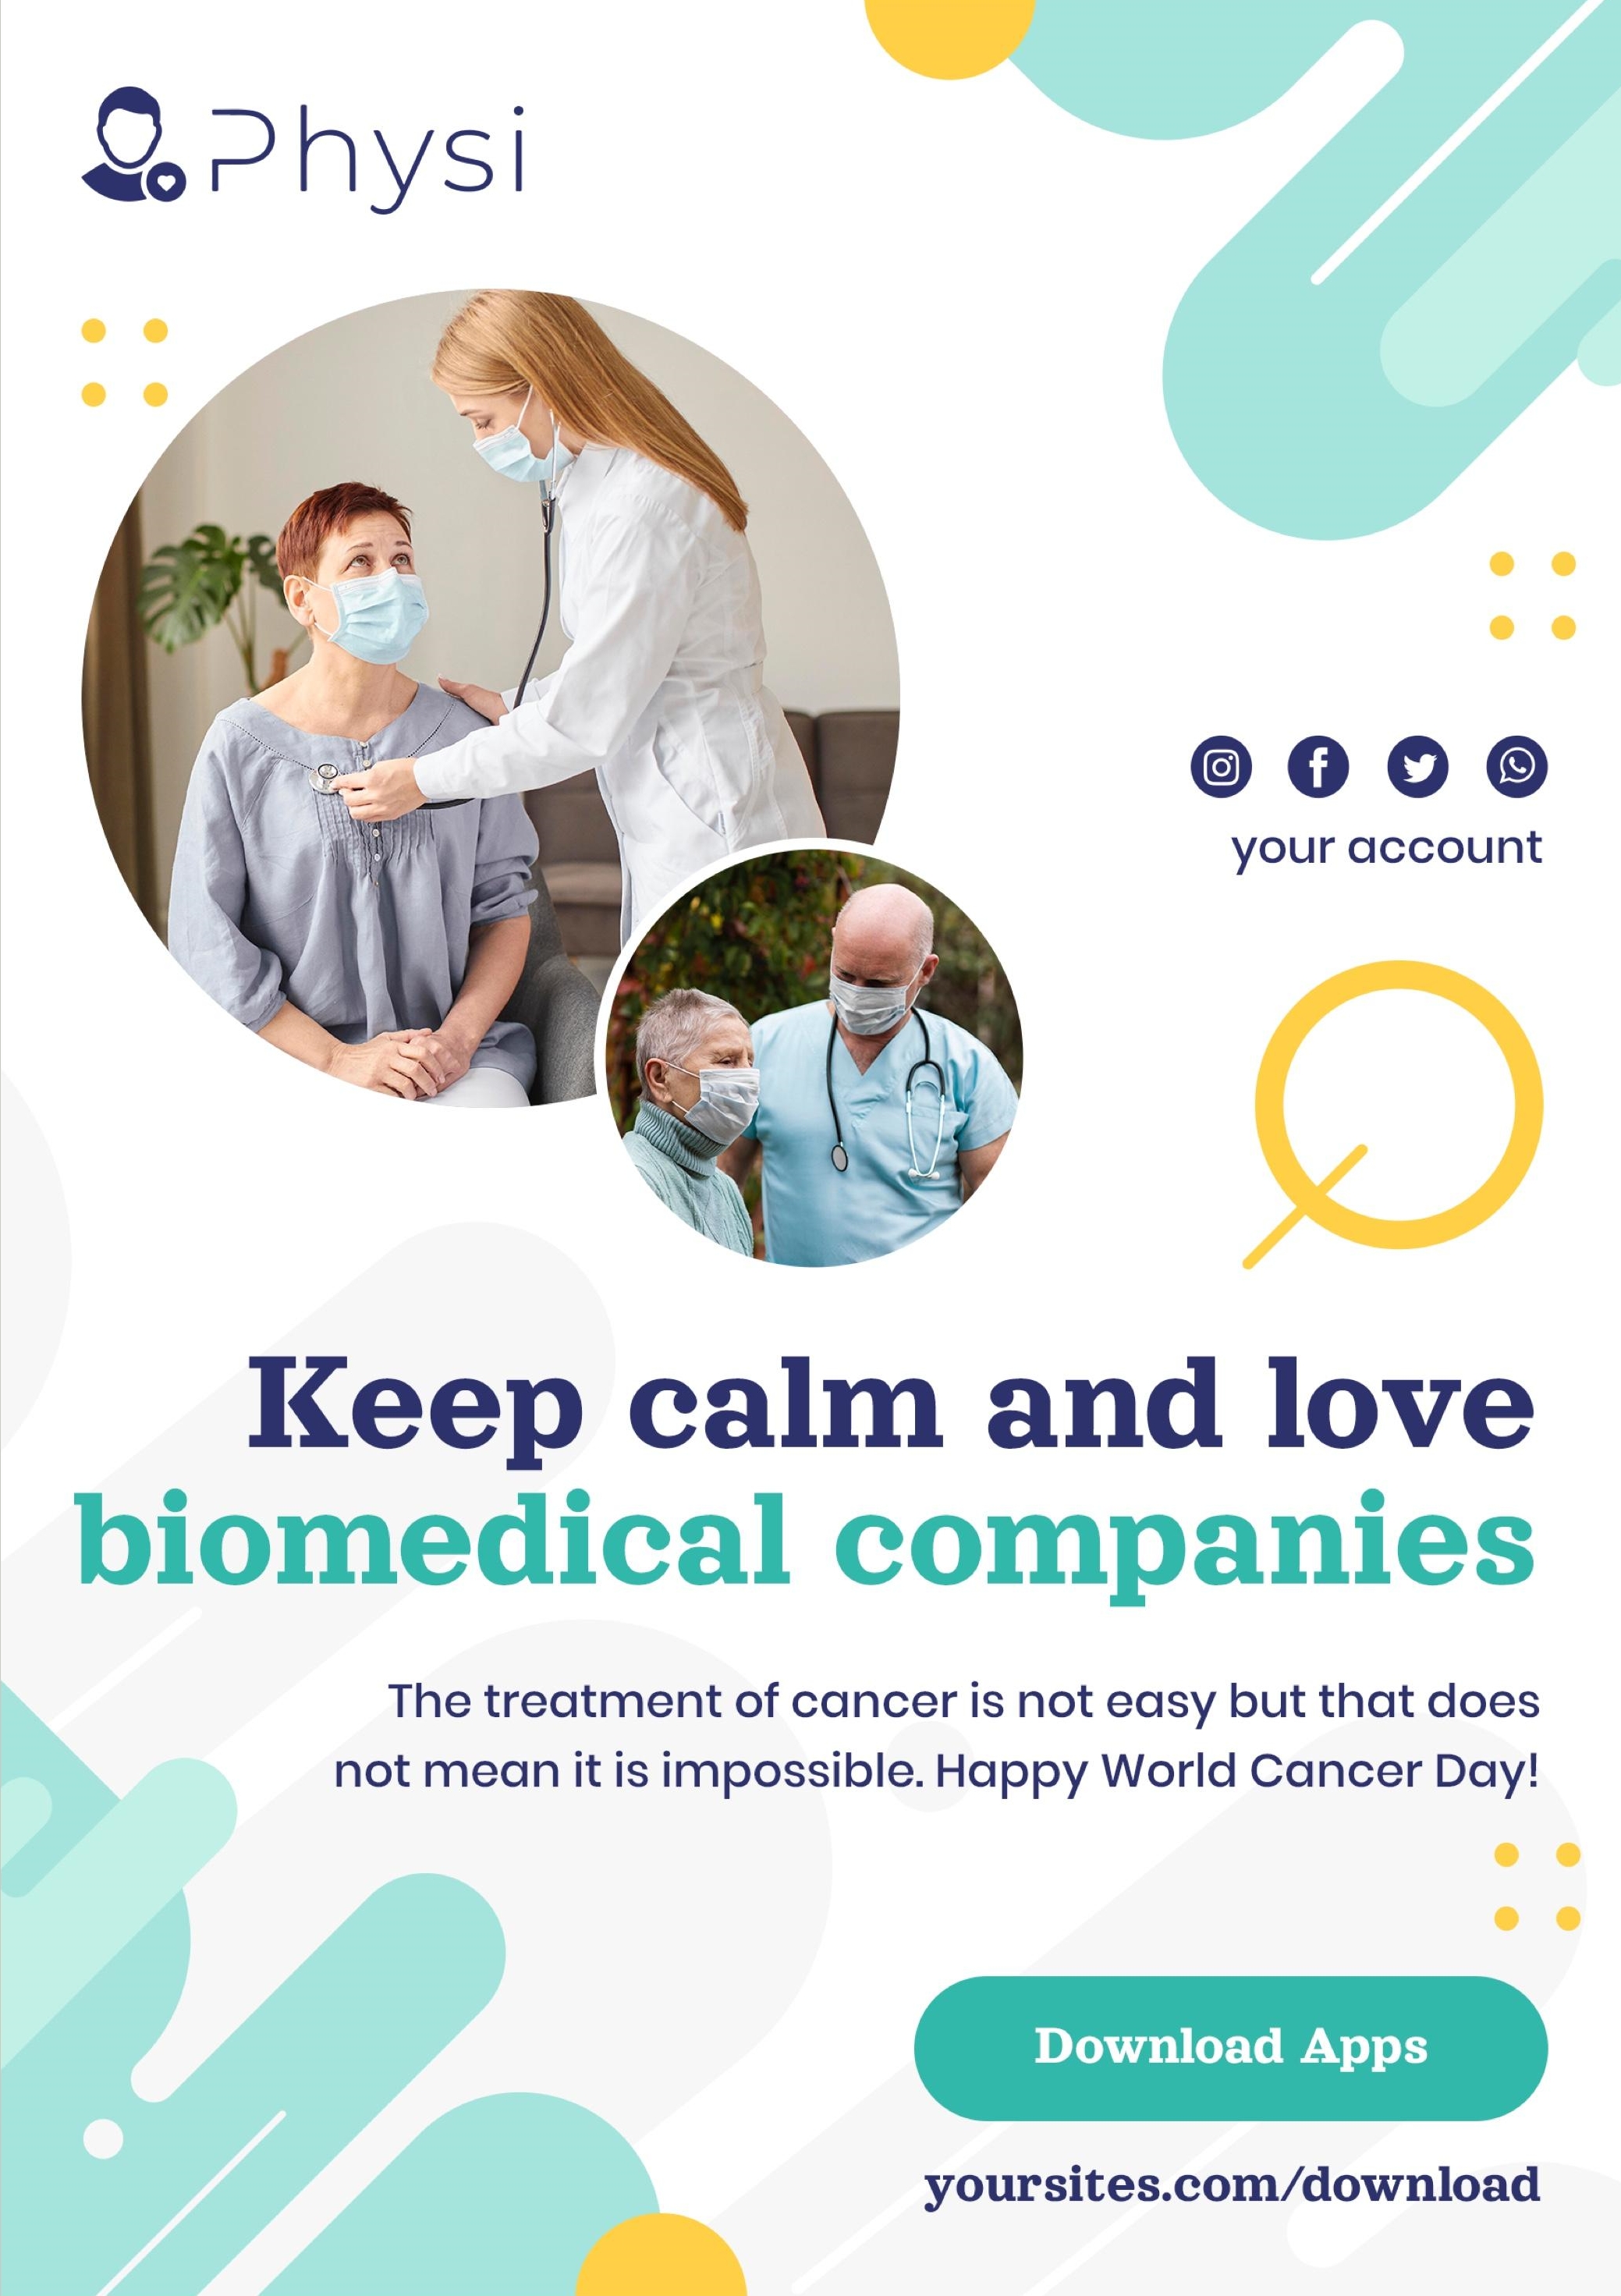 Physi
your account
Keep calm and love
biomedical companies
The treatment of cancer is not easy but that does
not mean it is impossible. Happy World Cancer Day!
Download Apps
yoursites.com/download